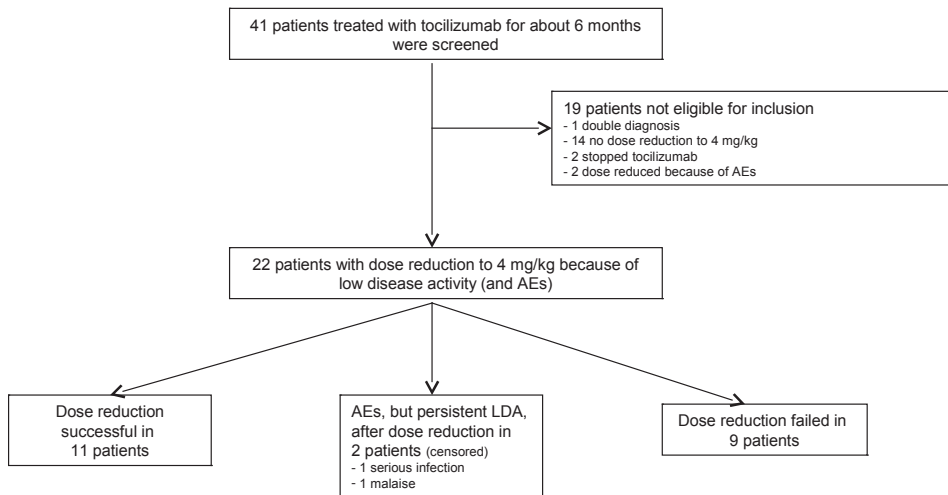 41 patients treated with tocilizumab for about 6 months
were screened
19 patients not eligible for inclusion
- 1 double diagnosis
- 14 no dose reduction to 4 mg/kg
- 2 stopped tocilizumab
- 2 dose reduced because of AEs
22 patients with dose reduction to 4 mg/kg because of
low disease activity (and AEs)
Dose reduction
successful in
11 patients
AEs, but persistent LDA,
after dose reduction in
2 patients (censored)
- 1 serious infection
- 1 malaise
Dose reduction failed in
9 patients